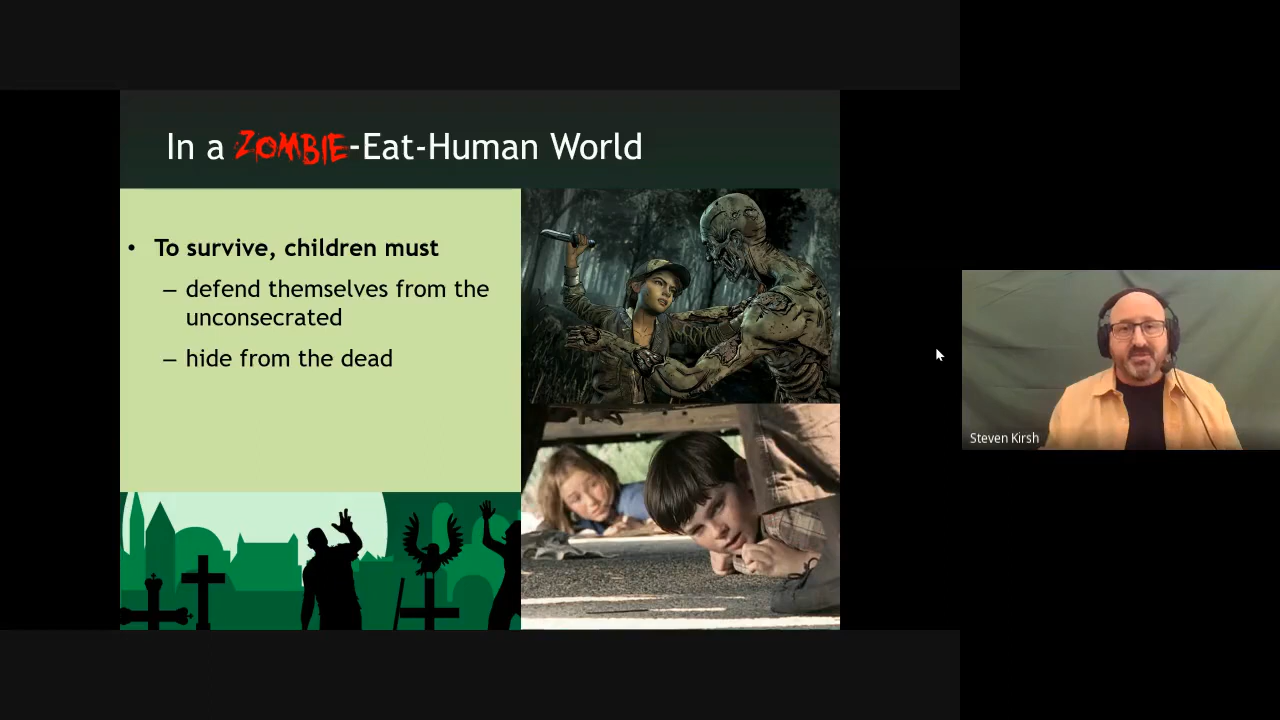 In a ZOMBIE-Eat-Human World
• To survive, children must
– defend themselves from the
unconsecrated
– hide from the dead
Steven Kirsh